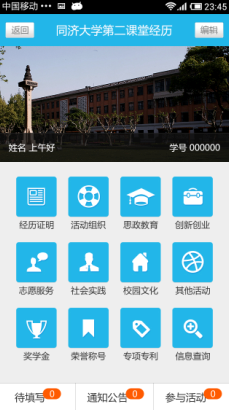 中国移动 23:45
返回 同济大学第二课堂经历 编辑
姓名 上午好 学号 000000
经历证明 活动组织 思政教育 创新创业
志愿服务 社会实践 校园文化 其他活动
奖学金 荣誉称号 专项专利 信息查询
待填写 0 通知公告 0 参与活动 0